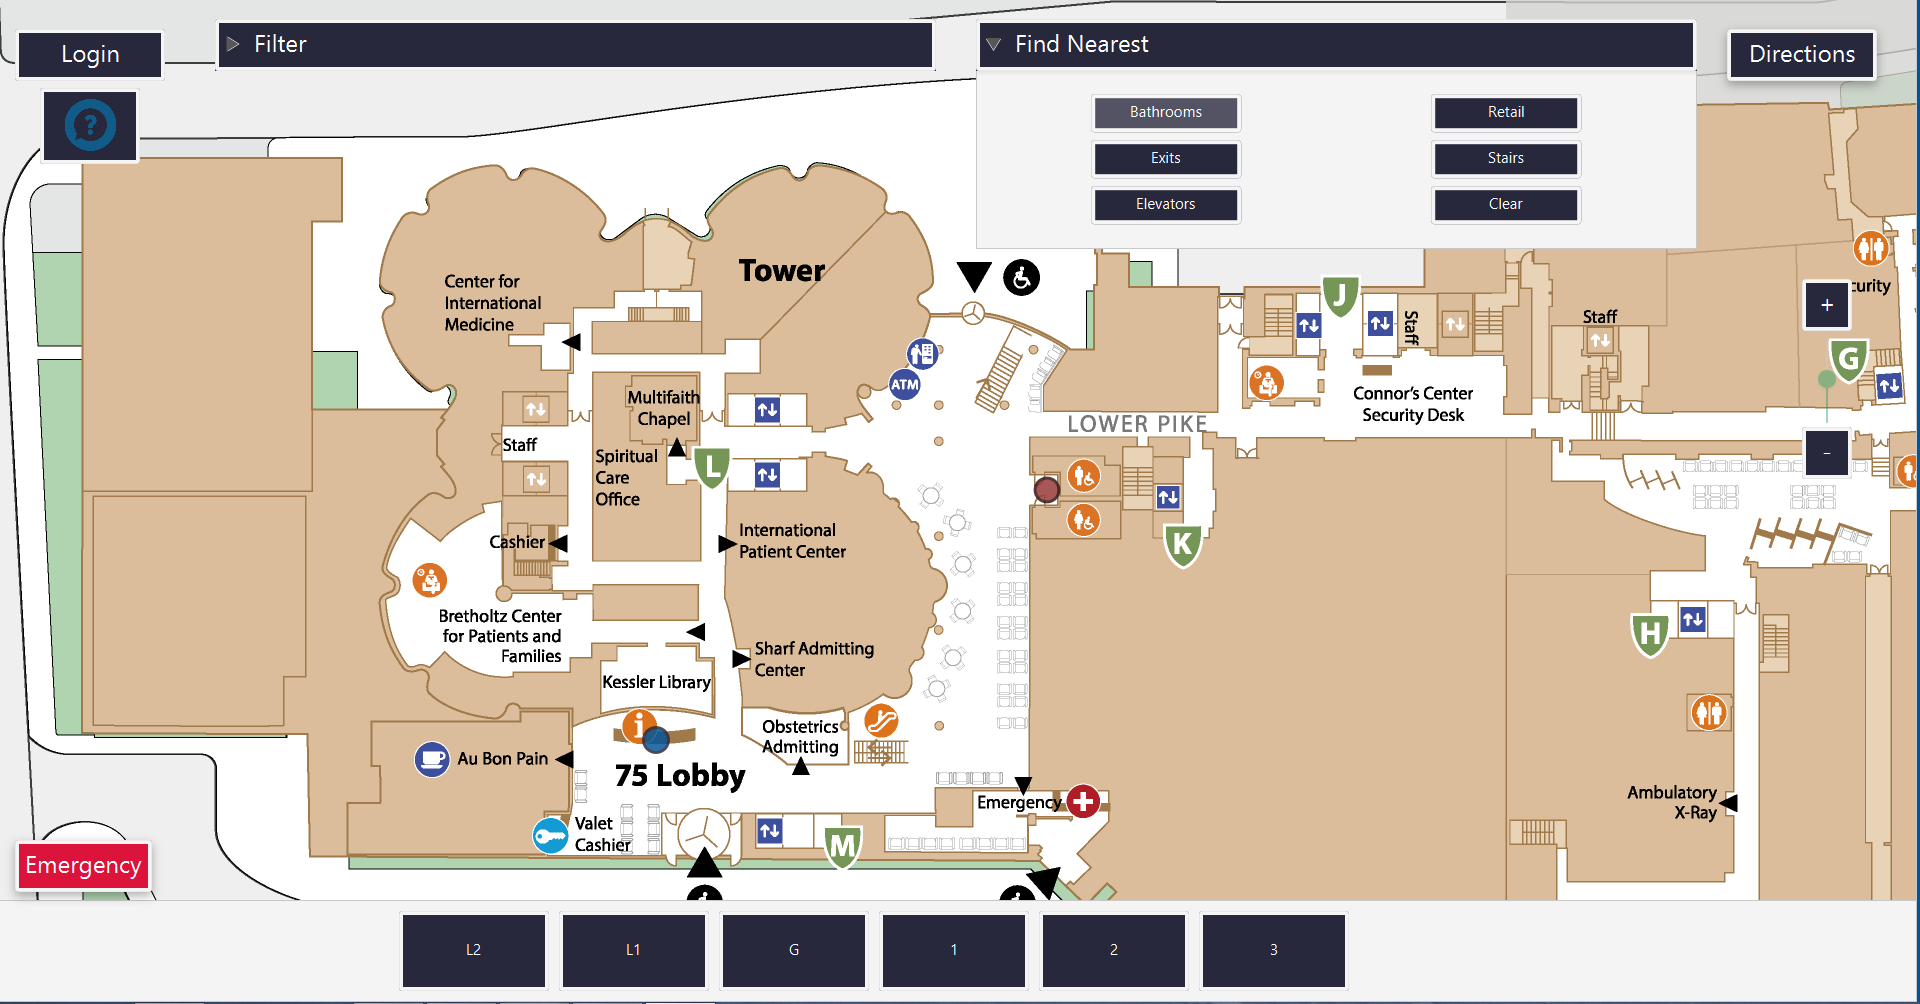 Login
Filter
Find Nearest
Directions
?
Bathrooms
Retail
Exits
Stairs
Elevators
Clear
Tower
Center for
International
Medicine
J
Staff
Staff
curity
+
G
ATM
Multifaith
Chapel
Connor's Center
Security Desk
LOWER PIKE
Staff
Spiritual
Care
Office
L
-
International
Patient Center
Cashier
K
Bretholtz Center
for Patients and
Families
H
Sharf Admitting
Center
Kessler Library
i
Obstetrics
Admitting
Au Bon Pain
75 Lobby
Emergency
Ambulatory
X-Ray
Valet
Cashier
M
Emergency
L2
L1
G
1
2
3